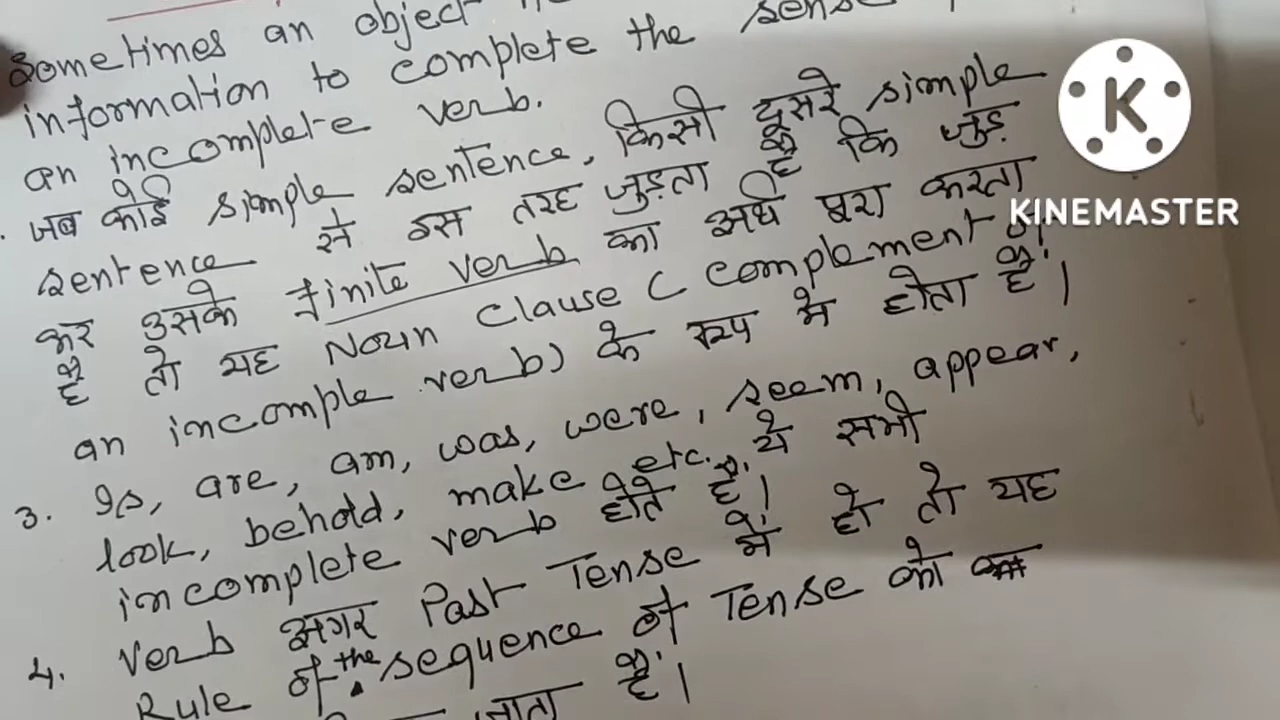 Sometimes an object
information to complete the sense
an incomplete verb.
जब कोई simple sentence, किसी दूसरे simple
sentence से इस तरह जुड़ता है कि जुड़
कर उसके finite verb का अर्थ पूरा करता
है तो यह Noun clause ( complement of
an incomple verb) के रूप में होता है।
3. Is, are, am, was, were, seem, appear,
look, behold, make etc. ये सभी
incomplete verb होते हैं।
4. verb अगर Past Tense में हो तो यह
Rule of the sequence of Tense को
जाता है।
K
KINEMASTER